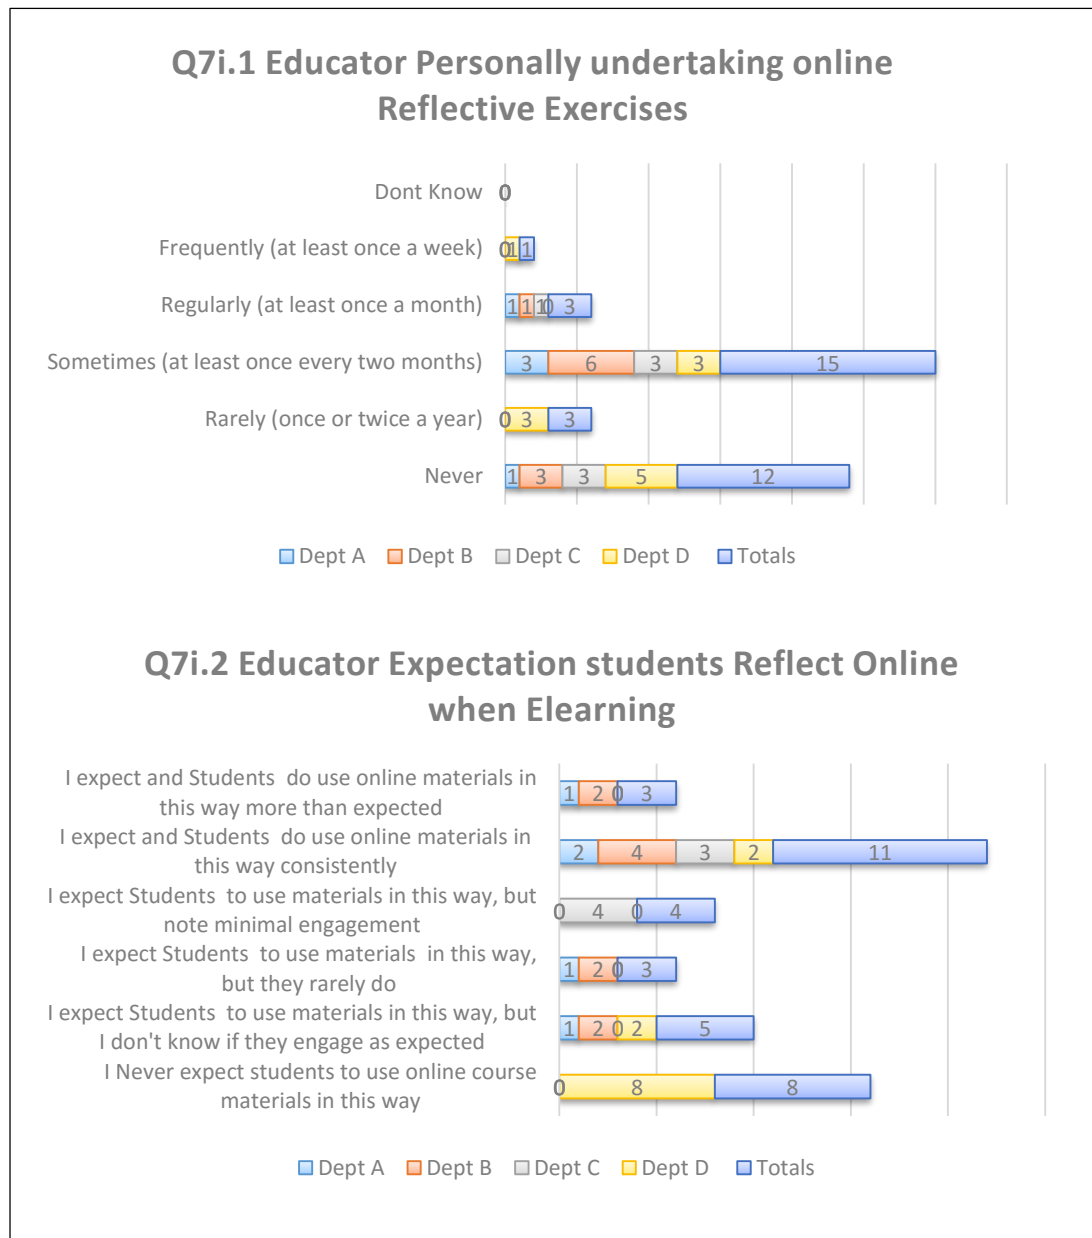 Q7i.1 Educator Personally undertaking online
Reflective Exercises
Dont Know
0
Frequently (at least once a week)
0 1 1
Regularly (at least once a month)
1 1 1 0 3
Sometimes (at least once every two months)
3 6 3 3 15
Rarely (once or twice a year)
0 3 3
Never
1 3 3 5 12
Dept A Dept B Dept C Dept D Totals
Q7i.2 Educator Expectation students Reflect Online
when Elearning
I expect and Students do use online materials in
this way more than expected
1 2 0 3
I expect and Students do use online materials in
this way consistently
2 4 3 2 11
I expect Students to use materials in this way, but
note minimal engagement
0 4 0 4
I expect Students to use materials in this way,
but they rarely do
1 2 0 3
I expect Students to use materials in this way, but
I don't know if they engage as expected
1 2 0 2 5
I Never expect students to use online course
materials in this way
0 8 8
Dept A Dept B Dept C Dept D Totals